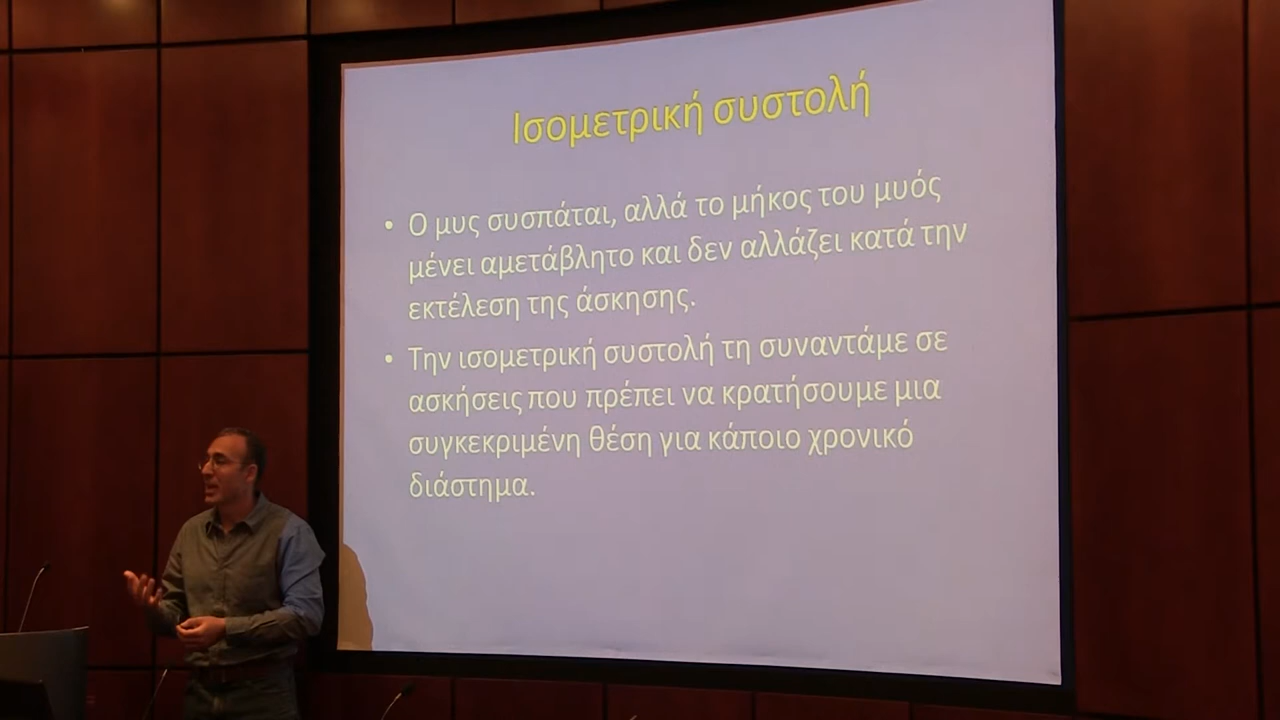 Ισομετρική συστολή
• Ο μυς συσπάται, αλλά το μήκος του μυός
μένει αμετάβλητο και δεν αλλάζει κατά την
εκτέλεση της άσκησης.
• Την ισομετρική συστολή τη συναντάμε σε
ασκήσεις που πρέπει να κρατήσουμε μια
συγκεκριμένη θέση για κάποιο χρονικό
διάστημα.